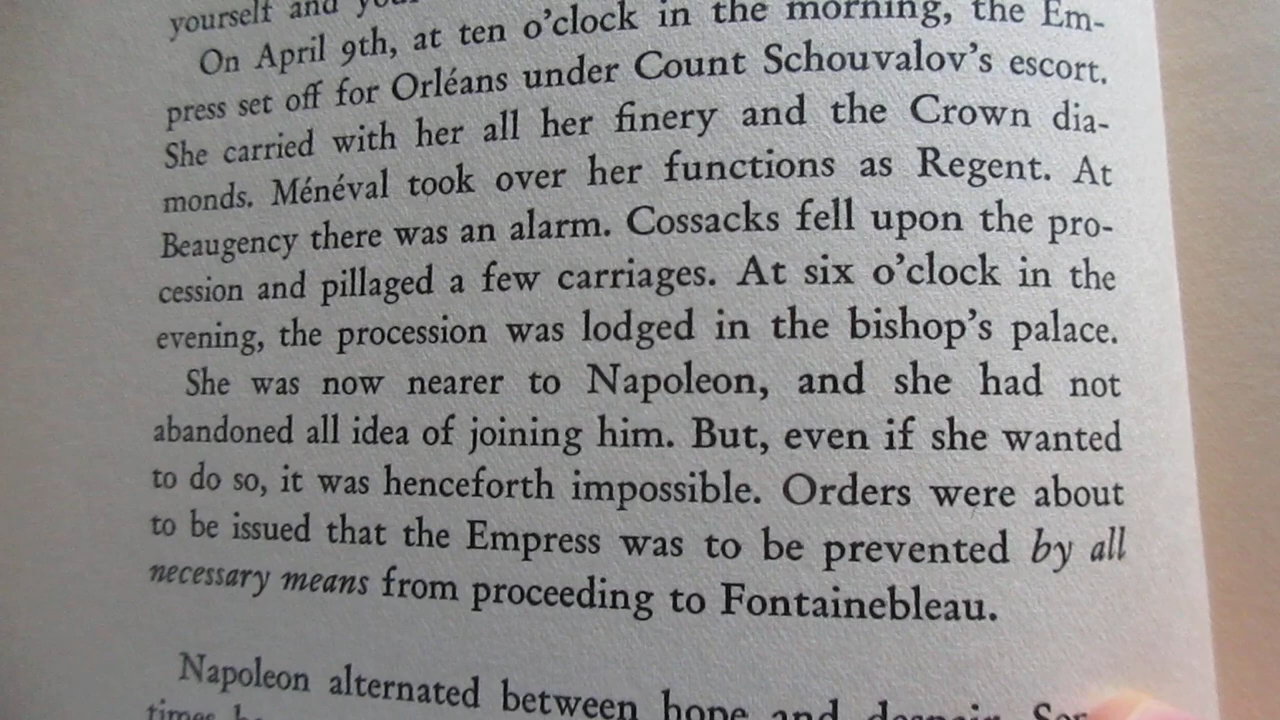 yourself and
On April 9th, at ten o'clock in the morning, the Em-
press set off for Orléans under Count Schouvalov's escort.
She carried with her all her finery and the Crown dia-
monds. Ménéval took over her functions as Regent. At
Beaugency there was an alarm. Cossacks fell upon the pro-
cession and pillaged a few carriages. At six o'clock in the
evening, the procession was lodged in the bishop's palace.
She was now nearer to Napoleon, and she had not
abandoned all idea of joining him. But, even if she wanted
to do so, it was henceforth impossible. Orders were about
to be issued that the Empress was to be prevented by all
necessary means from proceeding to Fontainebleau.
Napoleon alternated between hope and despair.